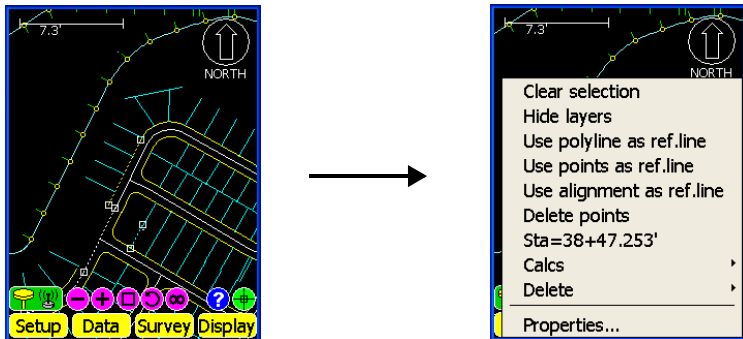 7.3'
NORTH
Setup Data Survey Display
7.3'
NORTH
Clear selection
Hide layers
Use polyline as ref.line
Use points as ref.line
Use alignment as ref.line
Delete points
Sta=38+47.253'
Calcs
Delete
Properties...